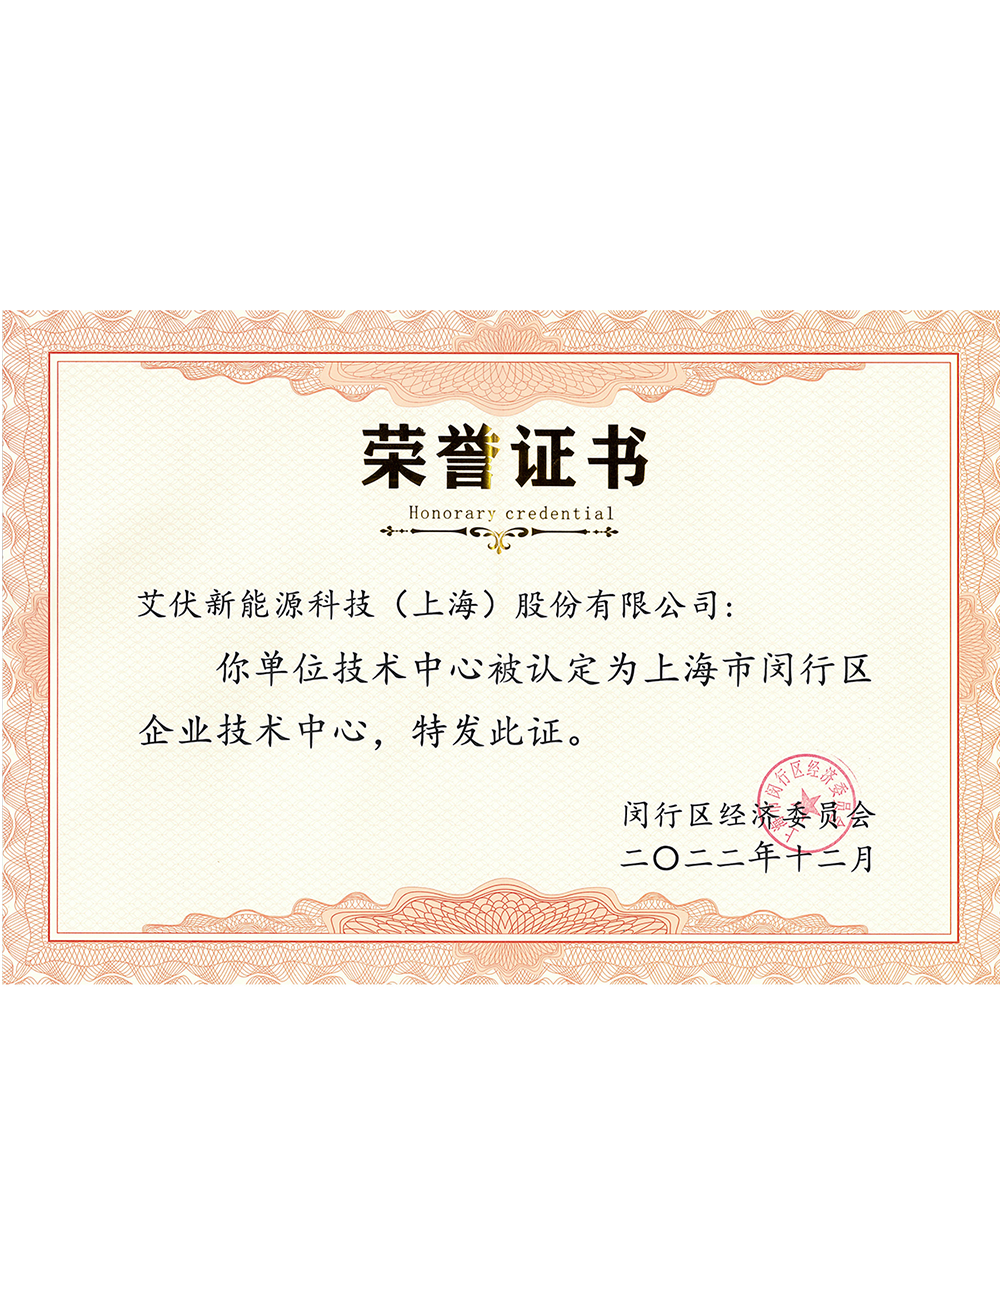 荣誉证书
Honorary credential
艾伏新能源科技（上海）股份有限公司：
你单位技术中心被认定为上海市闵行区
企业技术中心，特发此证。
上海市闵行区经济委员会
闵行区经济委员会
二〇二二年十二月